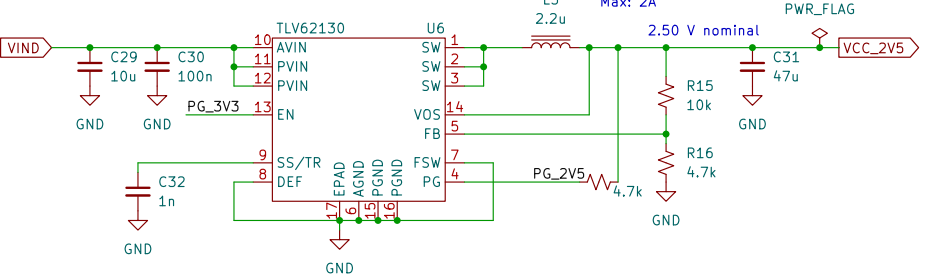 Max: 2A
PWR_FLAG
TLV62130
U6
2.2u
2.50 V nominal
VIND
10
AVIN
SW
1
VCC_2V5
C29
10u
C30
100n
11
PVIN
SW
2
C31
47u
12
PVIN
SW
3
R15
10k
PG_3V3
13
EN
VOS
14
GND
GND
GND
FB
5
R16
4.7k
9
SS/TR
FSW
7
8
DEF
PG
4
PG_2V5
4.7k
C32
1n
EPAD
AGND
PGND
PGND
17
6
15
16
GND
GND
GND